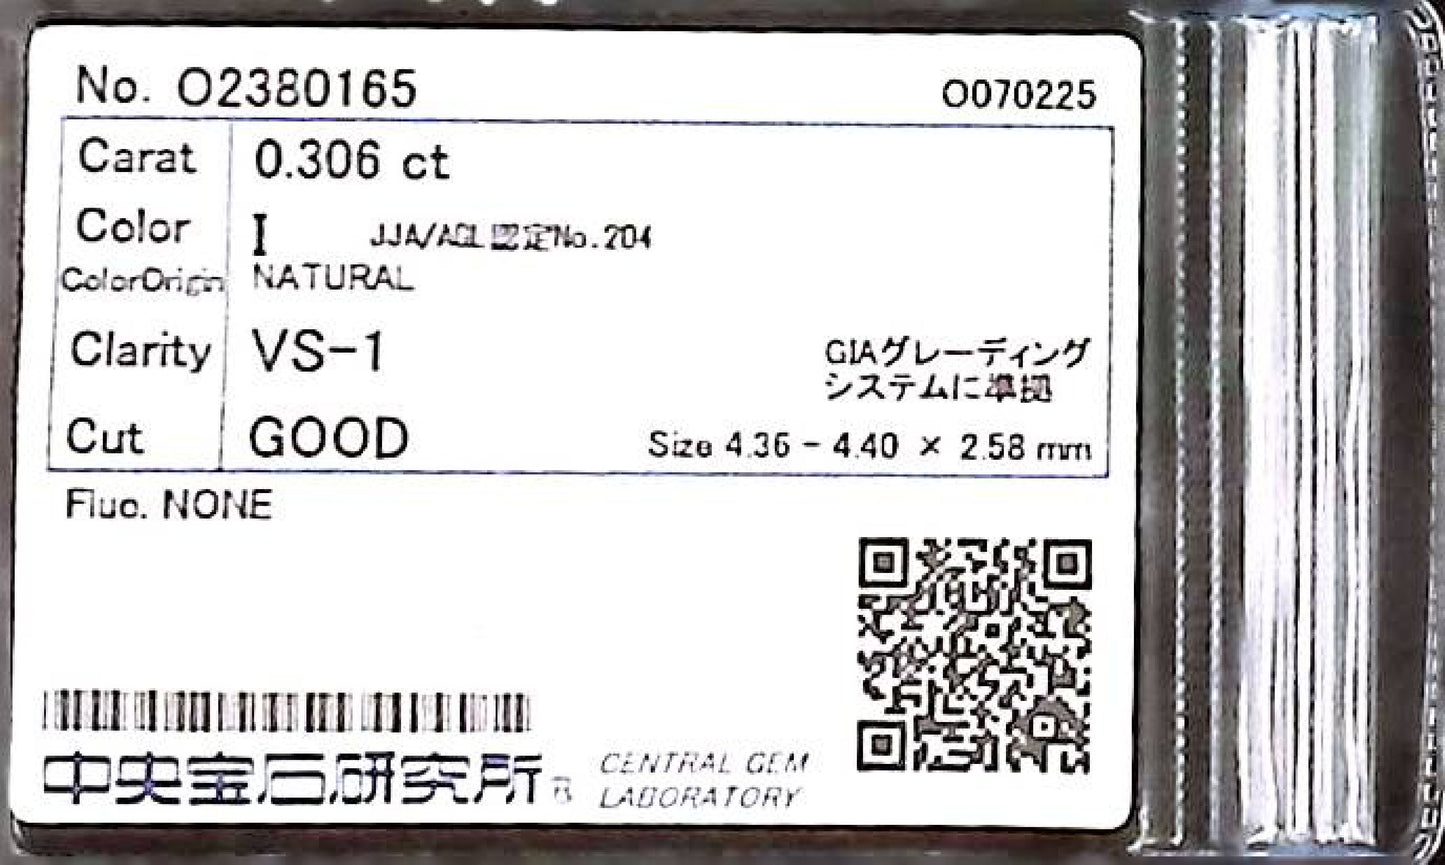 No. O2380165
O070225
Carat 0.306 ct
Color I JJA/AGL認定No.204
ColorOrigin NATURAL
Clarity VS-1
GIAグレーディング
システムに準拠
Cut GOOD Size 4.36 - 4.40 × 2.58 mm
Fluo. NONE
中央宝石研究所
CENTRAL GEM
LABORATORY